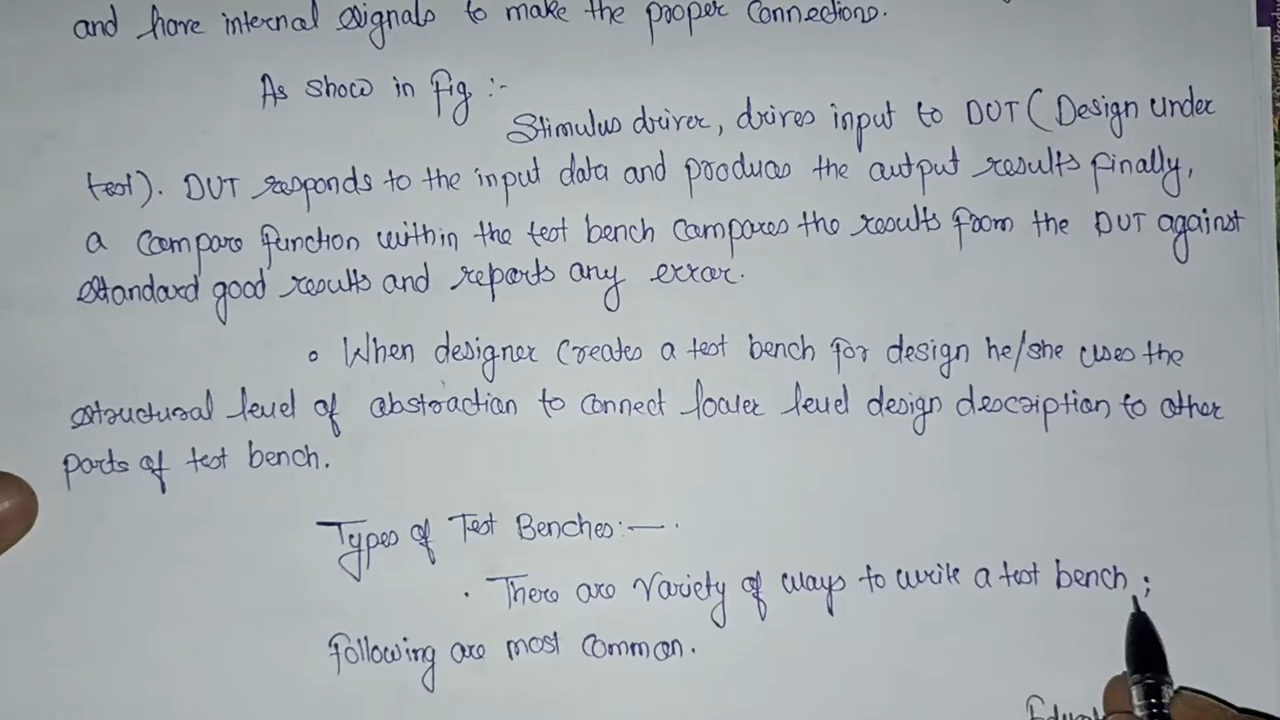 and have internal signals to make the proper connections.
As show in fig :-
Stimulus driver, drives input to DUT ( Design under
test). DUT responds to the input data and produces the output results finally,
a compare function within the test bench compares the results from the DUT against
standard good results and reports any error.
• When designer creates a test bench for design he/she uses the
structural level of abstraction to connect lower level design description to other
parts of test bench.
Types of Test Benches:—.
. There are variety of ways to write a test bench ;
following are most common.